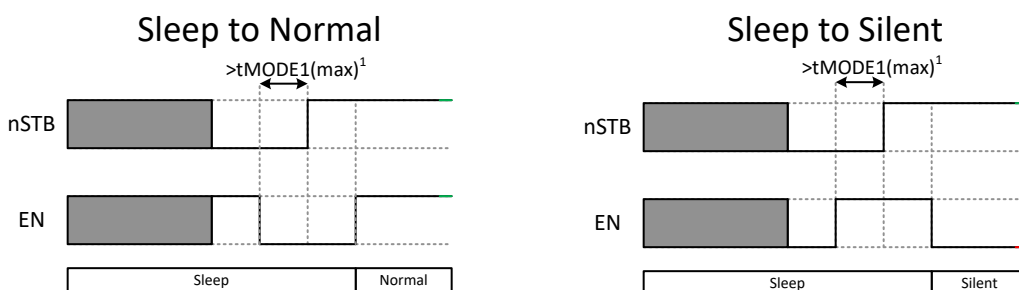 Sleep to Normal
>tMODE1(max)1
nSTB
EN
Sleep
Normal
Sleep to Silent
>tMODE1(max)1
nSTB
EN
Sleep
Silent